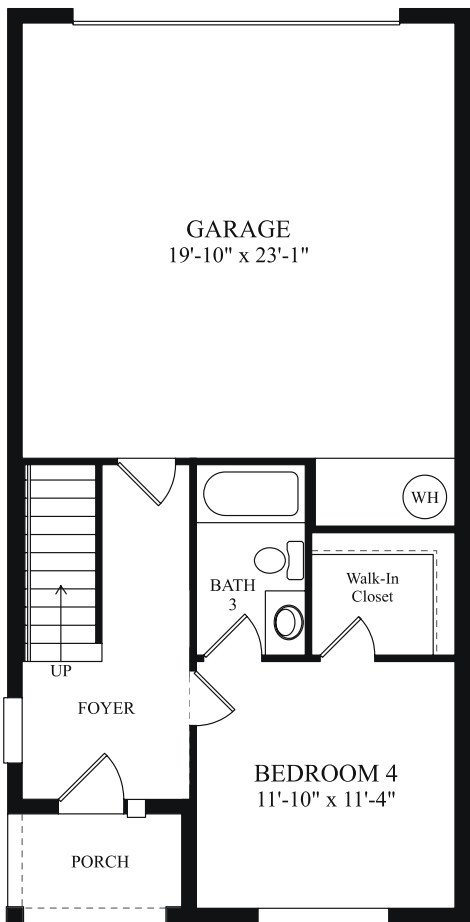 GARAGE
19'-10" x 23'-1"
WH
BATH
3
Walk-In
Closet
UP
FOYER
BEDROOM 4
11'-10" x 11'-4"
PORCH